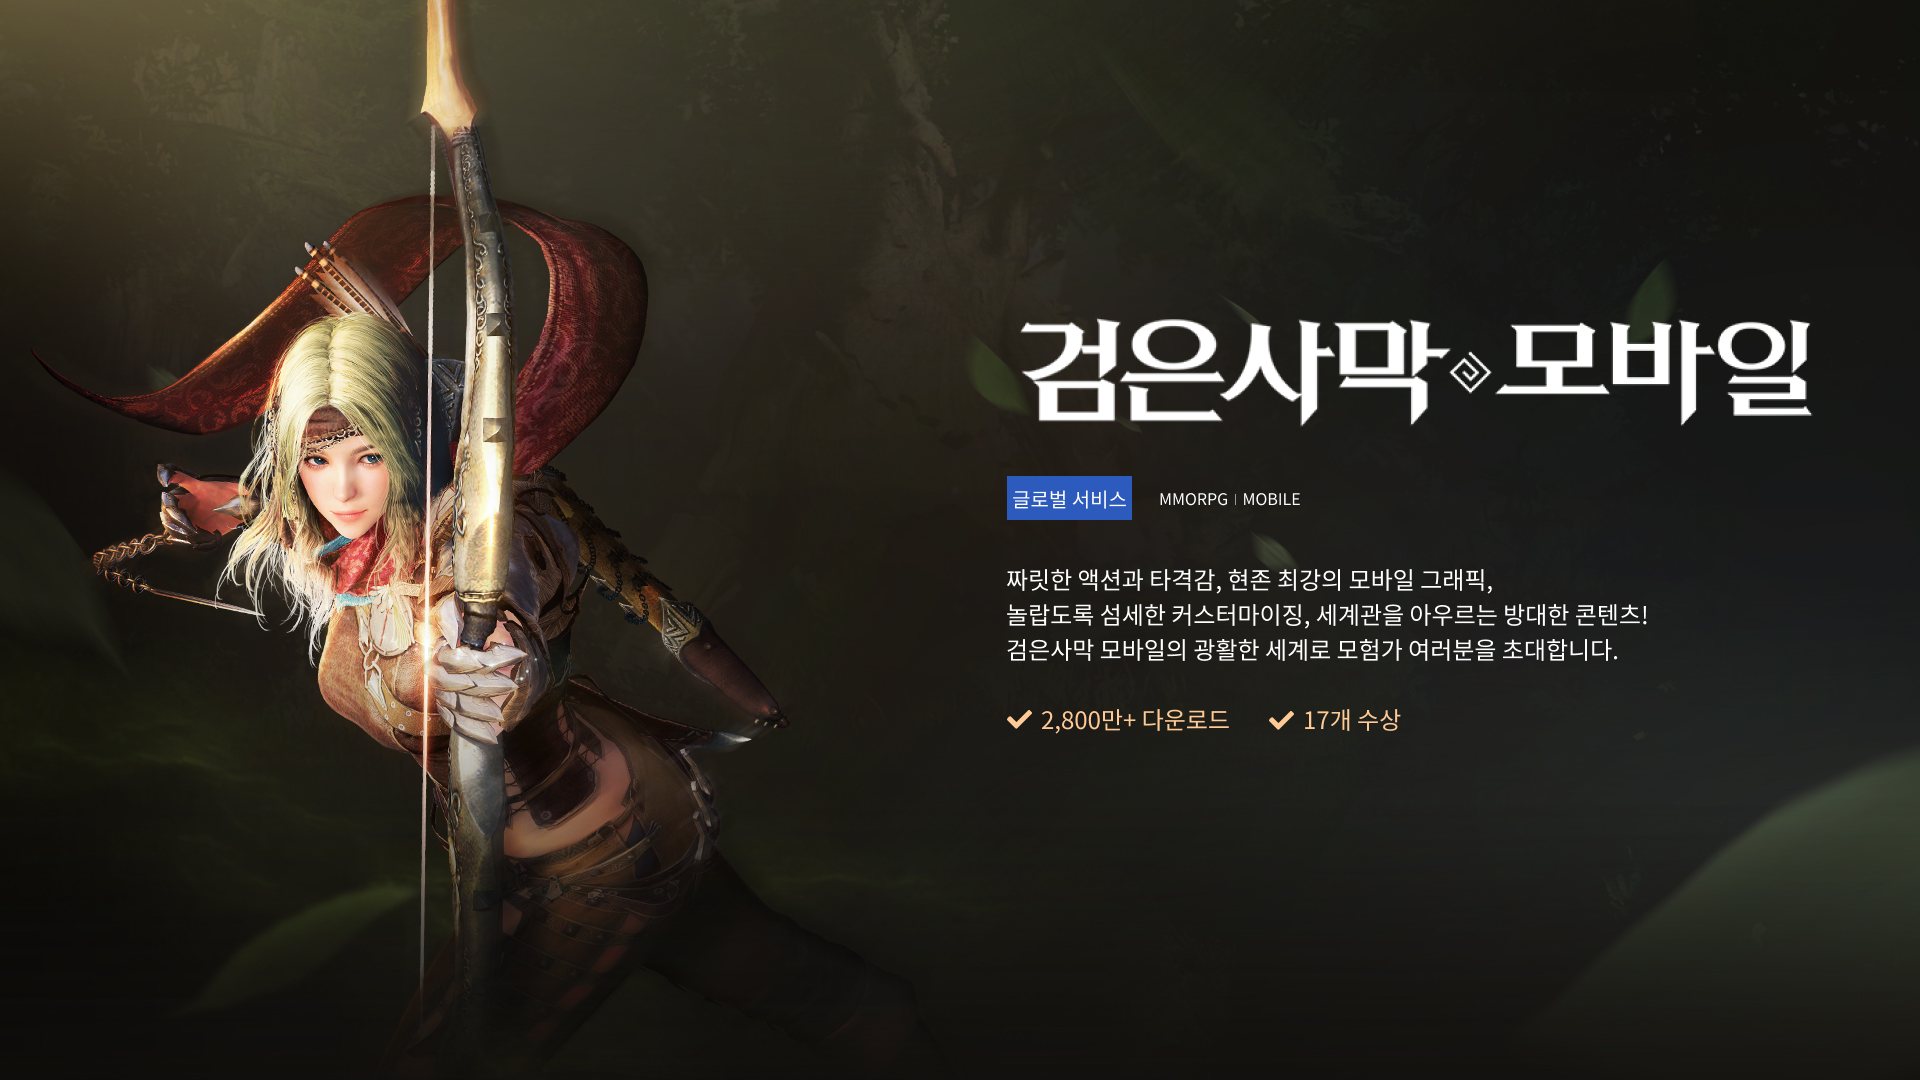 검은사막 모바일
글로벌 서비스 MMORPG | MOBILE
짜릿한 액션과 타격감, 현존 최강의 모바일 그래픽,
놀랍도록 섬세한 커스터마이징, 세계관을 아우르는 방대한 콘텐츠!
검은사막 모바일의 광활한 세계로 모험가 여러분을 초대합니다.
2,800만+ 다운로드 17개 수상